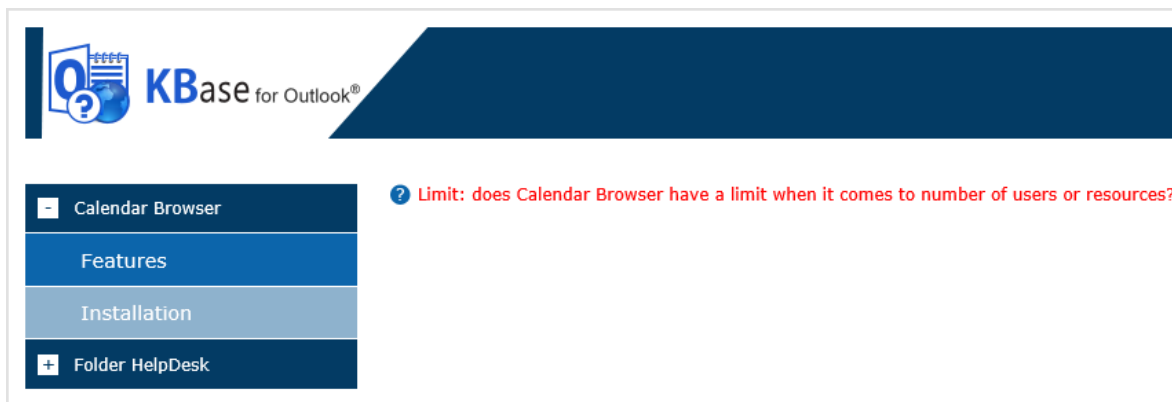 KBase for Outlook®
Limit: does Calendar Browser have a limit when it comes to number of users or resources?
- Calendar Browser
Features
Installation
+ Folder HelpDesk